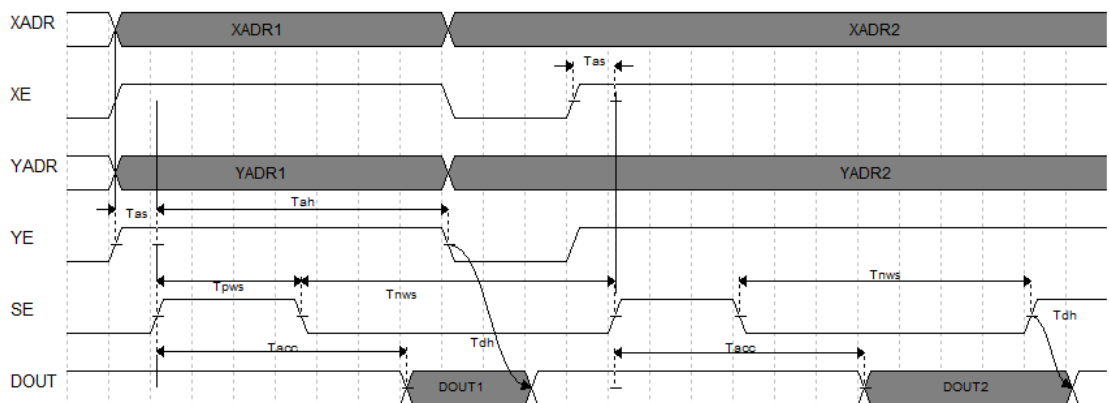 XADR
XADR1
XADR2
Tas
XE
YADR
YADR1
YADR2
Tas
Tah
YE
Tpws
Tnws
Tnws
SE
Tacc
Tdh
Tacc
Tdh
DOUT
DOUT1
DOUT2